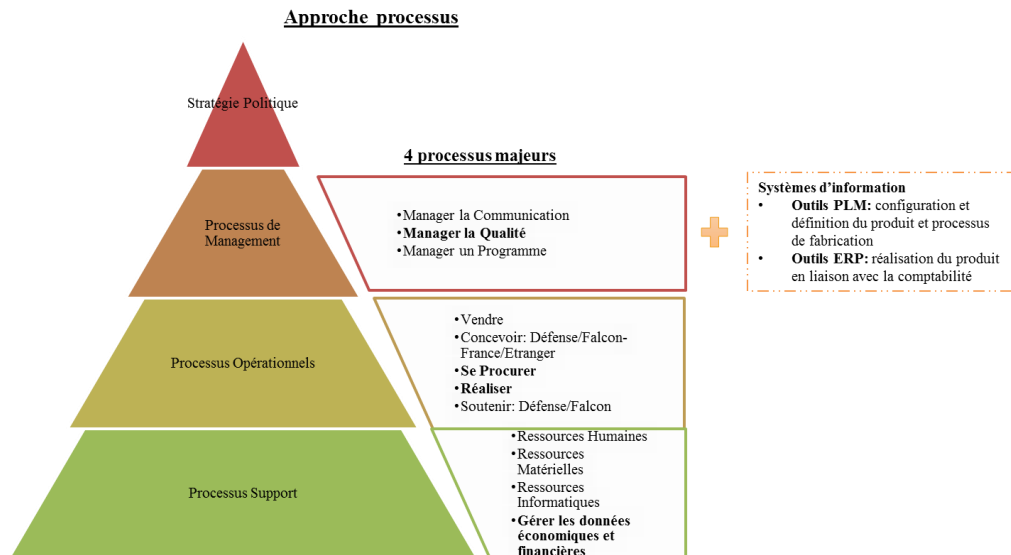 Approche processus
Stratégie Politique
4 processus majeurs
Processus de
Management
•Manager la Communication
•Manager la Qualité
•Manager un Programme
Systèmes d’information
• Outils PLM: configuration et
définition du produit et processus
de fabrication
• Outils ERP: réalisation du produit
en liaison avec la comptabilité
Processus Opérationnels
•Vendre
•Concevoir: Défense/Falcon-
France/Etranger
•Se Procurer
•Réaliser
•Soutenir: Défense/Falcon
Processus Support
•Ressources Humaines
•Ressources
Matérielles
•Ressources
Informatiques
•Gérer les données
économiques et
financières